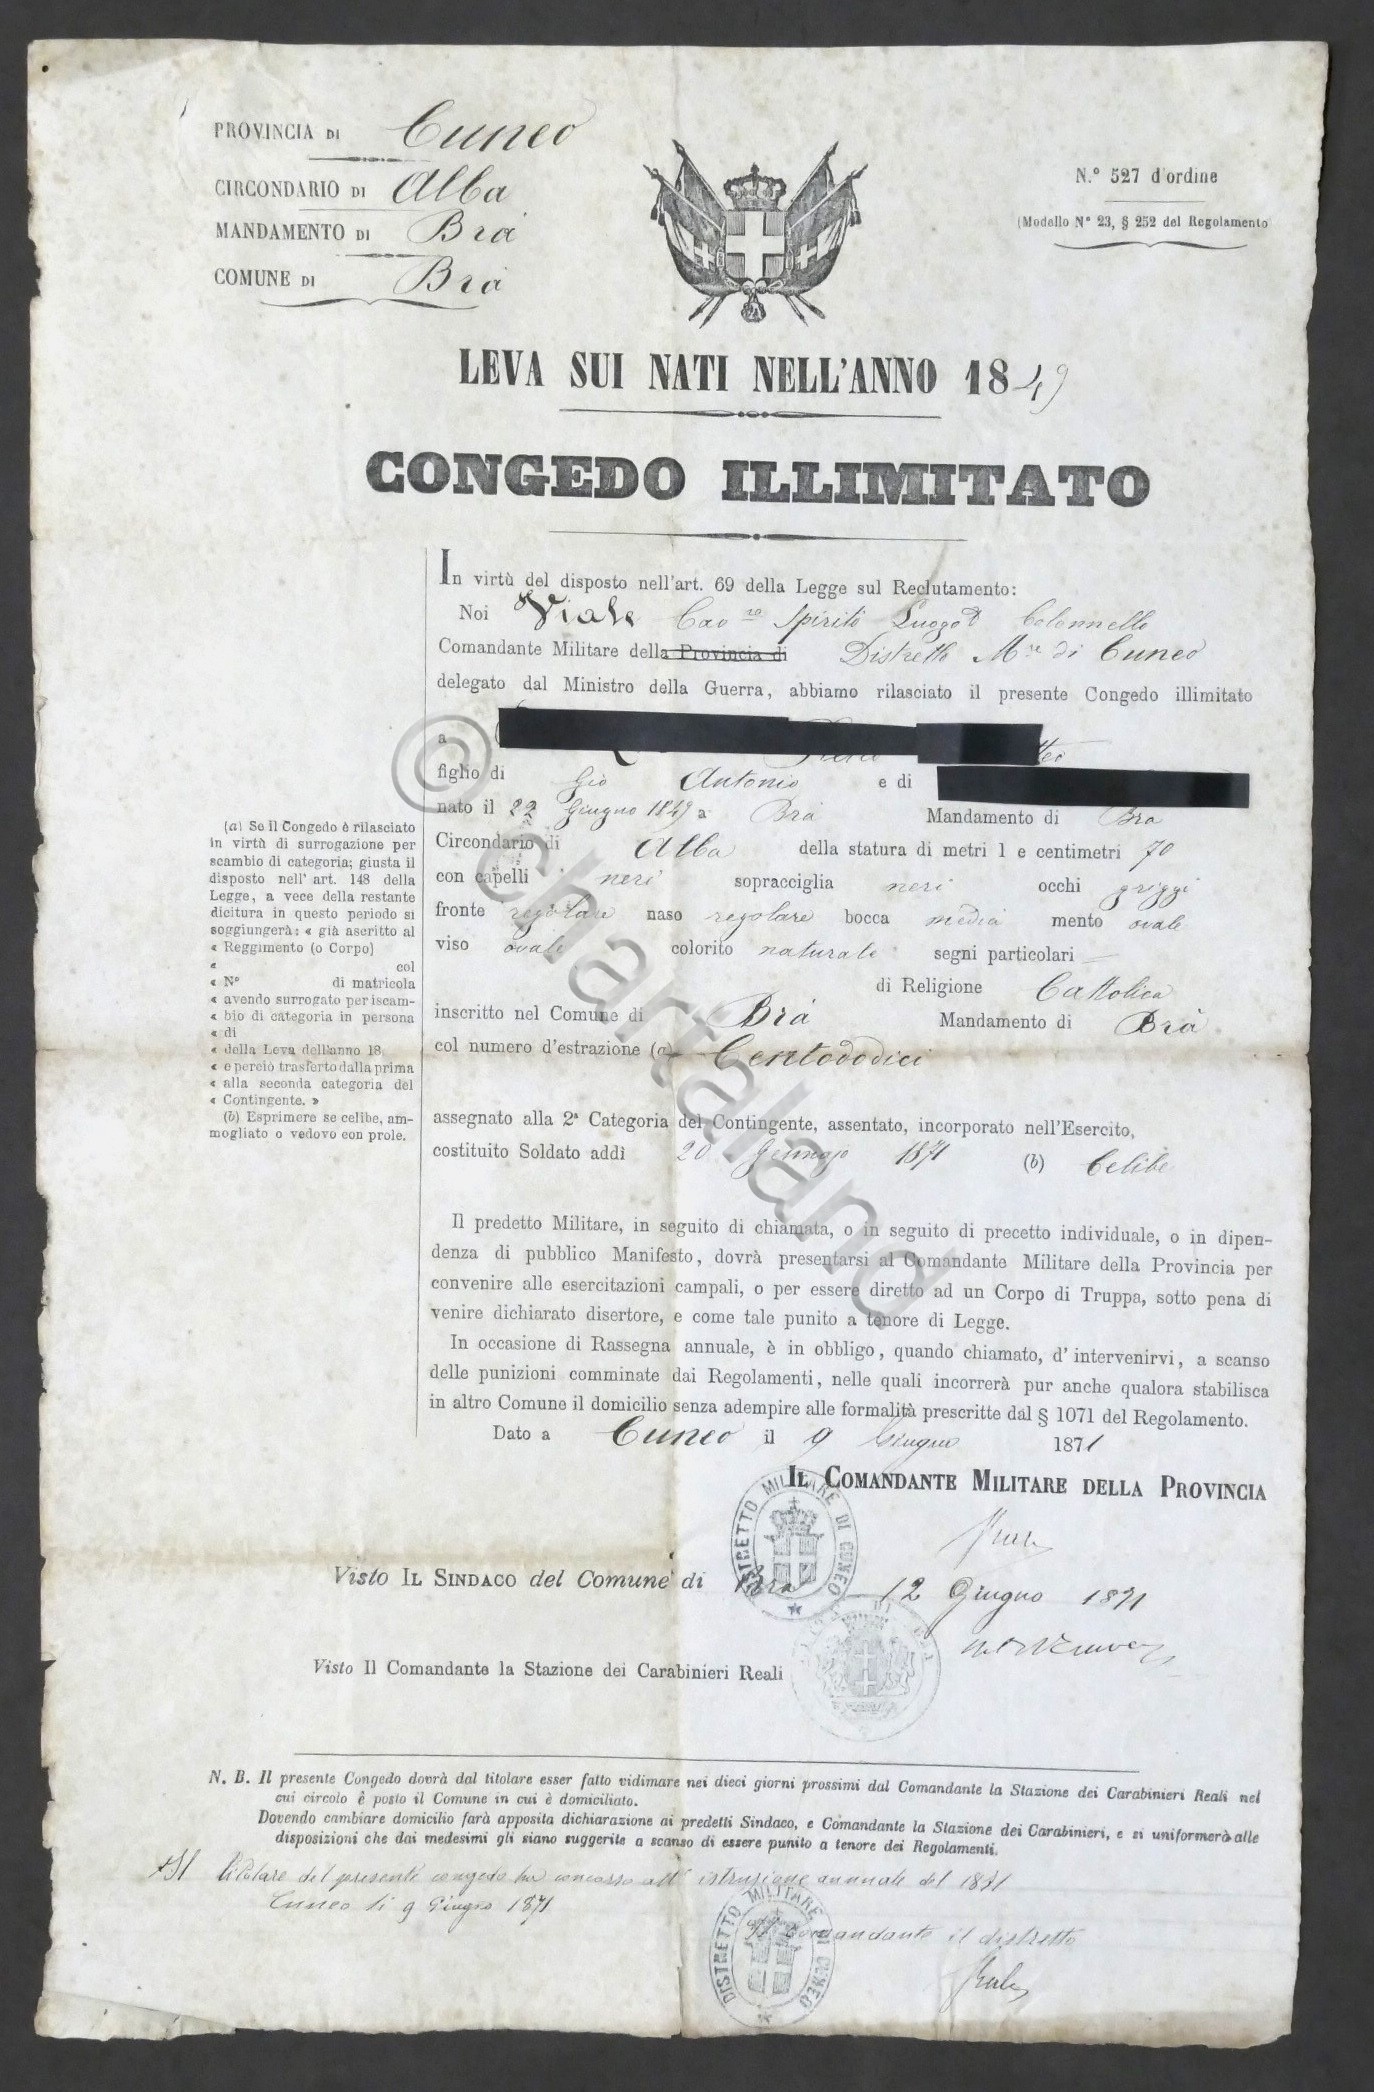 PROVINCIA DI Cuneo
CIRCONDARIO DI Alba
MANDAMENTO DI Brà
COMUNE DI Brà
N.º 527 d'ordine
(Modello Nº 23, § 252 del Regolamento
LEVA SUI NATI NELL'ANNO 1849
CONGEDO ILLIMITATO
In virtù del disposto nell'art. 69 della Legge sul Reclutamento:
Noi Viale Cav.re Spirito Luogot. Colonnello
Comandante Militare della Provincia di Distretto M.re di Cuneo
delegato dal Ministro della Guerra, abbiamo rilasciato il presente Congedo illimitato
a
figlio di Gio Antonio e di
nato il 22 Giugno 1849 a Brà Mandamento di Bra
Circondario di Alba della statura di metri 1 e centimetri 70
con capelli neri sopracciglia neri occhi griggi
fronte regolare naso regolare bocca media mento ovale
viso ovale colorito naturale segni particolari —
di Religione Cattolica
inscritto nel Comune di Brà Mandamento di Brà
col numero d'estrazione (a) Centododici
assegnato alla 2ª Categoria del Contingente, assentato, incorporato nell'Esercito,
costituito Soldato addì 20 1871 (b) Celibe
(a) Se il Congedo è rilasciato
in virtù di surrogazione per
scambio di categoria; giusta il
disposto nell' art. 148 della
Legge, a vece della restante
dicitura in questo periodo si
soggiungerà: « già ascritto al
« Reggimento (o Corpo)
« col
« Nº di matricola
« avendo surrogato per iscam-
« bio di categoria in persona
« di
« della Leva dell'anno 18
« e perciò trasferto dalla prima
« alla seconda categoria del
« Contingente. »
(b) Esprimere se celibe, am-
mogliato o vedovo con prole.
Il predetto Militare, in seguito di chiamata, o in seguito di precetto individuale, o in dipen-
denza di pubblico Manifesto, dovrà presentarsi al Comandante Militare della Provincia per
convenire alle esercitazioni campali, o per essere diretto ad un Corpo di Truppa, sotto pena di
venire dichiarato disertore, e come tale punito a tenore di Legge.
In occasione di Rassegna annuale, è in obbligo, quando chiamato, d' intervenirvi, a scanso
delle punizioni comminate dai Regolamenti, nelle quali incorrerà pur anche qualora stabilisca
in altro Comune il domicilio senza adempire alle formalità prescritte dal § 1071 del Regolamento.
Dato a Cuneo il 9 Giugno 1871
IL COMANDANTE MILITARE DELLA PROVINCIA
DISTRETTO MILITARE DI CUNEO
Visto IL SINDACO del Comune di Bra 12 Giugno 1871
Visto Il Comandante la Stazione dei Carabinieri Reali
N. B. Il presente Congedo dovrà dal titolare esser fatto vidimare nei dieci giorni prossimi dal Comandante la Stazione dei Carabinieri Reali nel
cui circolo è posto il Comune in cui è domiciliato.
Dovendo cambiare domicilio farà apposita dichiarazione ai predetti Sindaco, e Comandante la Stazione dei Carabinieri, e si uniformerà alle
disposizioni che dai medesimi gli siano suggerite a scanso di essere punito a tenore dei Regolamenti.
Il titolare del presente congedo ha concorso all' istruzione annuale del 1871
Cuneo li 9 Giugno 1871
Il Comandante il distretto
DISTRETTO MILITARE DI CUNEO
© chartaland